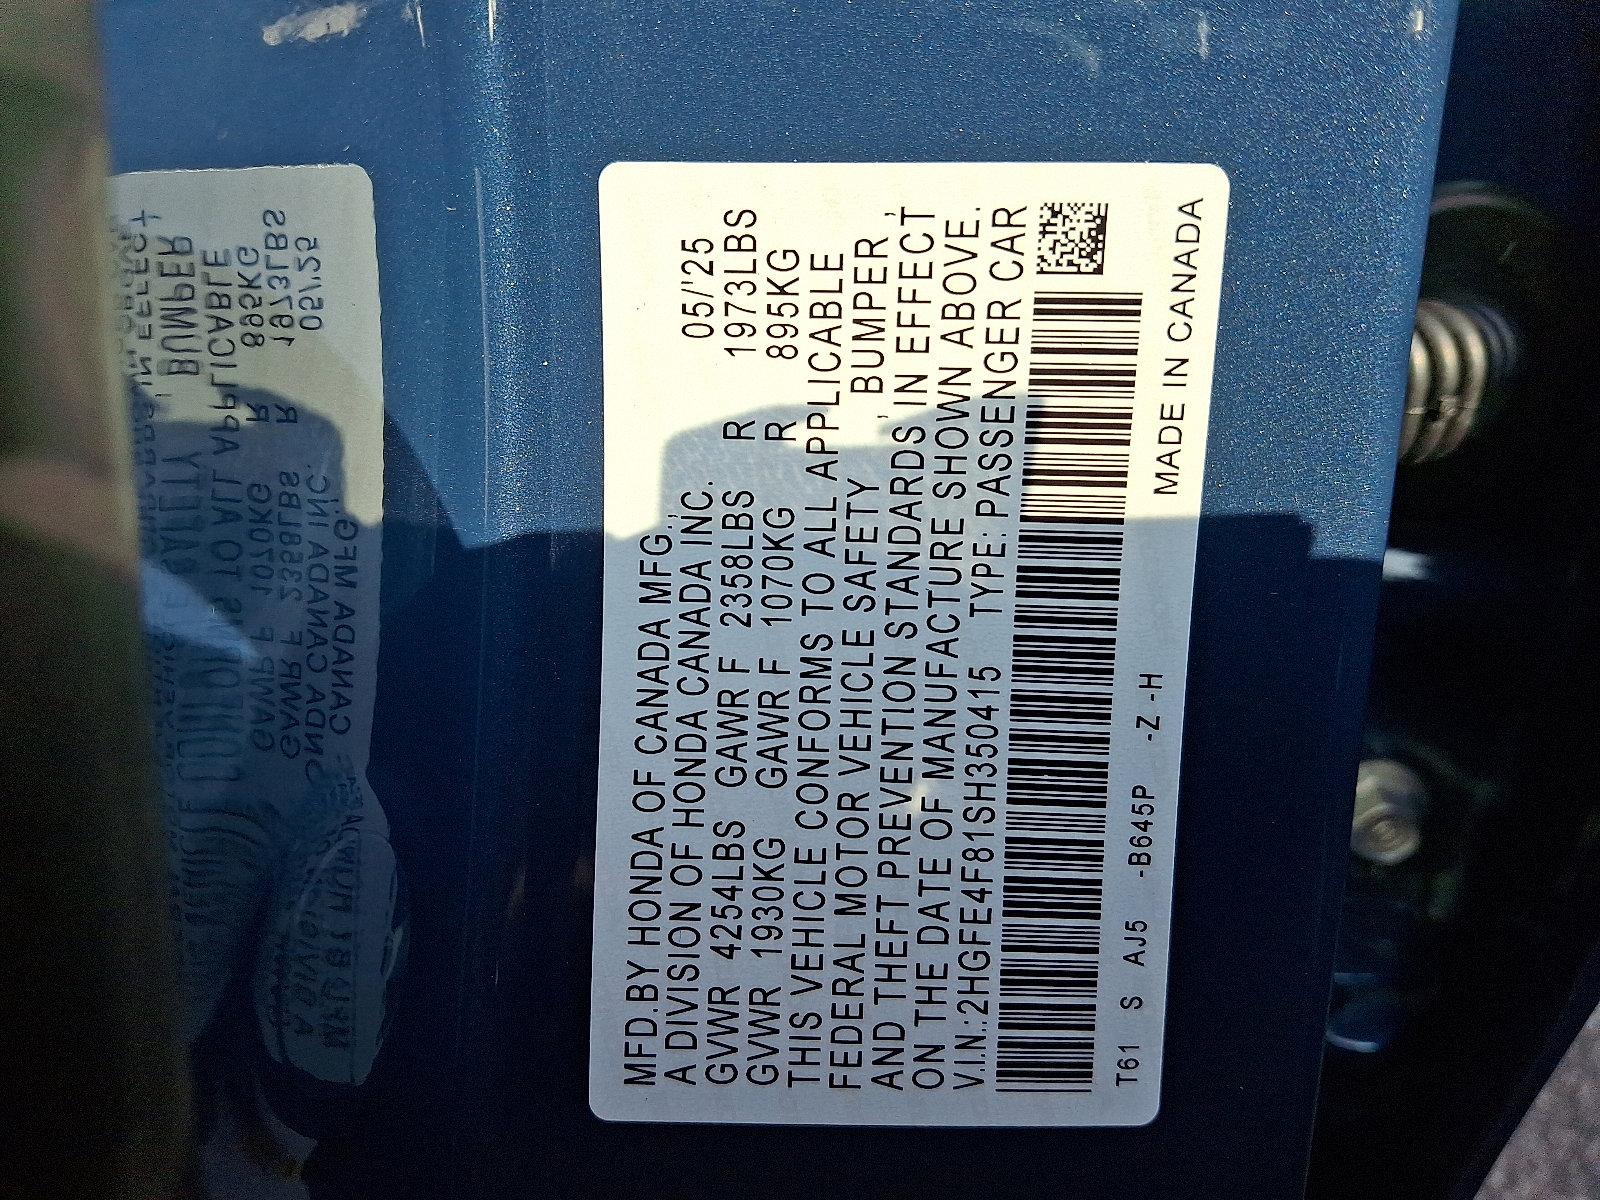 MFD.BY HONDA OF CANADA MFG.,
A DIVISION OF HONDA CANADA INC. 05/'25
GVWR 4254LBS GAWR F 2358LBS R 1973LBS
GVWR 1930KG GAWR F 1070KG R 895KG
THIS VEHICLE CONFORMS TO ALL APPLICABLE
FEDERAL MOTOR VEHICLE SAFETY, BUMPER,
AND THEFT PREVENTION STANDARDS IN EFFECT
ON THE DATE OF MANUFACTURE SHOWN ABOVE.
V.I.N.:2HGFE4F81SH350415 TYPE: PASSENGER CAR
T61 S AJ5 -B645P -Z -H MADE IN CANADA